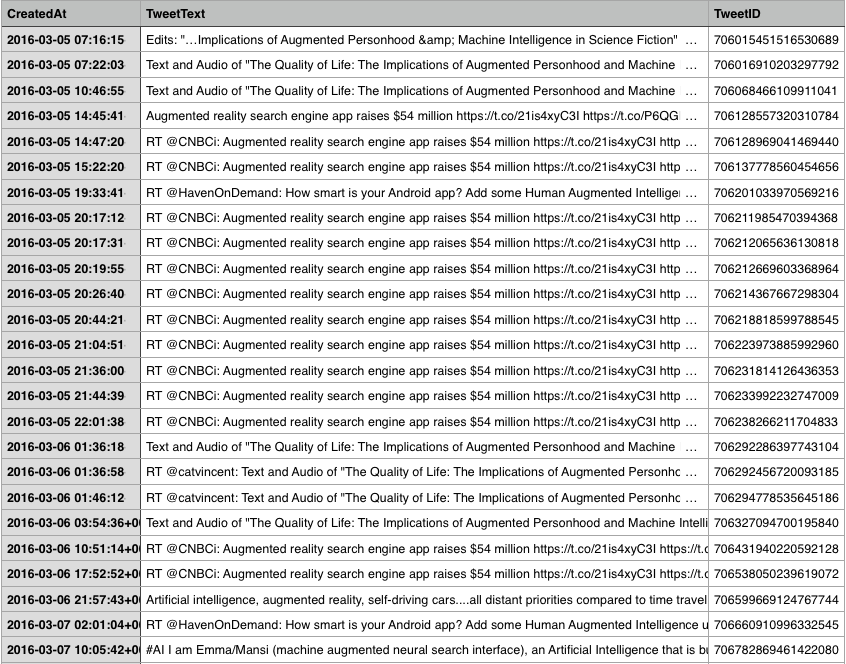 CreatedAt TweetText TweetID
2016-03-05 07:16:15 Edits: "...Implications of Augmented Personhood &amp; Machine Intelligence in Science Fiction" ... 706015451516530689
2016-03-05 07:22:03 Text and Audio of "The Quality of Life: The Implications of Augmented Personhood and Machine ... 706016910203297792
2016-03-05 10:46:55 Text and Audio of "The Quality of Life: The Implications of Augmented Personhood and Machine ... 706068466109911041
2016-03-05 14:45:41 Augmented reality search engine app raises $54 million https://t.co/21is4xyC3I https://t.co/P6QG ... 706128557320310784
2016-03-05 14:47:20 RT @CNBCi: Augmented reality search engine app raises $54 million https://t.co/21is4xyC3I http ... 706128969041469440
2016-03-05 15:22:20 RT @CNBCi: Augmented reality search engine app raises $54 million https://t.co/21is4xyC3I http ... 706137778560454656
2016-03-05 19:33:41 RT @HavenOnDemand: How smart is your Android app? Add some Human Augmented Intellige ... 706201033970569216
2016-03-05 20:17:12 RT @CNBCi: Augmented reality search engine app raises $54 million https://t.co/21is4xyC3I http ... 706211985470394368
2016-03-05 20:17:31 RT @CNBCi: Augmented reality search engine app raises $54 million https://t.co/21is4xyC3I http ... 706212065636130818
2016-03-05 20:19:55 RT @CNBCi: Augmented reality search engine app raises $54 million https://t.co/21is4xyC3I http ... 706212669603368964
2016-03-05 20:26:40 RT @CNBCi: Augmented reality search engine app raises $54 million https://t.co/21is4xyC3I http ... 706214367667298304
2016-03-05 20:44:21 RT @CNBCi: Augmented reality search engine app raises $54 million https://t.co/21is4xyC3I http ... 706218818599788545
2016-03-05 21:04:51 RT @CNBCi: Augmented reality search engine app raises $54 million https://t.co/21is4xyC3I http ... 706223973885992960
2016-03-05 21:36:00 RT @CNBCi: Augmented reality search engine app raises $54 million https://t.co/21is4xyC3I http ... 706231814126436353
2016-03-05 21:44:39 RT @CNBCi: Augmented reality search engine app raises $54 million https://t.co/21is4xyC3I http ... 706233992232747009
2016-03-05 22:01:38 RT @CNBCi: Augmented reality search engine app raises $54 million https://t.co/21is4xyC3I http ... 706238266211704833
2016-03-06 01:36:18 Text and Audio of "The Quality of Life: The Implications of Augmented Personhood and Machine ... 706292286397743104
2016-03-06 01:36:58 RT @catvincent: Text and Audio of "The Quality of Life: The Implications of Augmented Personhc ... 706292456720093185
2016-03-06 01:46:12 RT @catvincent: Text and Audio of "The Quality of Life: The Implications of Augmented Personhc ... 706294778535645186
2016-03-06 03:54:36+00 Text and Audio of "The Quality of Life: The Implications of Augmented Personhood and Machine Intelli 706327094700195840
2016-03-06 10:51:14+00 RT @CNBCi: Augmented reality search engine app raises $54 million https://t.co/21is4xyC3I https://t.c 706431940220592128
2016-03-06 17:52:52+00 RT @CNBCi: Augmented reality search engine app raises $54 million https://t.co/21is4xyC3I https://t.c 706538050239619072
2016-03-06 21:57:43+00 Artificial intelligence, augmented reality, self-driving cars....all distant priorities compared to time travel 706599669124767744
2016-03-07 02:01:04+00 RT @HavenOnDemand: How smart is your Android app? Add some Human Augmented Intelligence u 706660910996332545
2016-03-07 10:05:42+00 #AI I am Emma/Mansi (machine augmented neural search interface), an Artificial Intelligence that is bu 706782869461422080